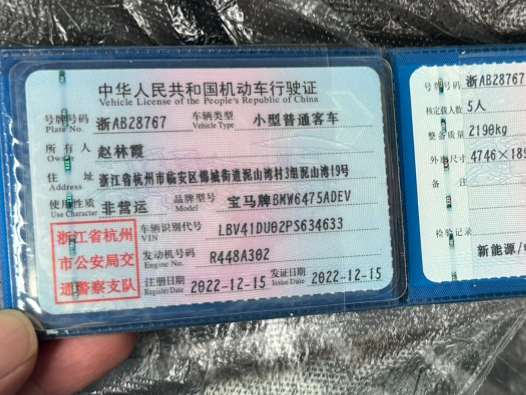 中华人民共和国机动车行驶证
Vehicle License of the People's Republic of China
号牌号码 浙AB28767 车辆类型 小型普通客车
Plate No. Vehicle Type
所有人 赵林霞
Owner
住址 浙江省杭州市临安区锦城街道泥山湾村3组泥山湾19号
Address
使用性质 非营运 品牌型号 宝马牌BMW6475ADEV
Use Character Model
浙江省杭州
市公安局交
通警察支队
车辆识别代号 LBV41DU02PS634633
VIN
发动机号码 R448A302
Engine No.
注册日期 2022-12-15 发证日期 2022-12-15
Register Date Issue Date
号牌号码 浙AB28767
核定载人数 5人
整备质量 2190kg
外廓尺寸 4746×189
备注
检验记录
新能源/